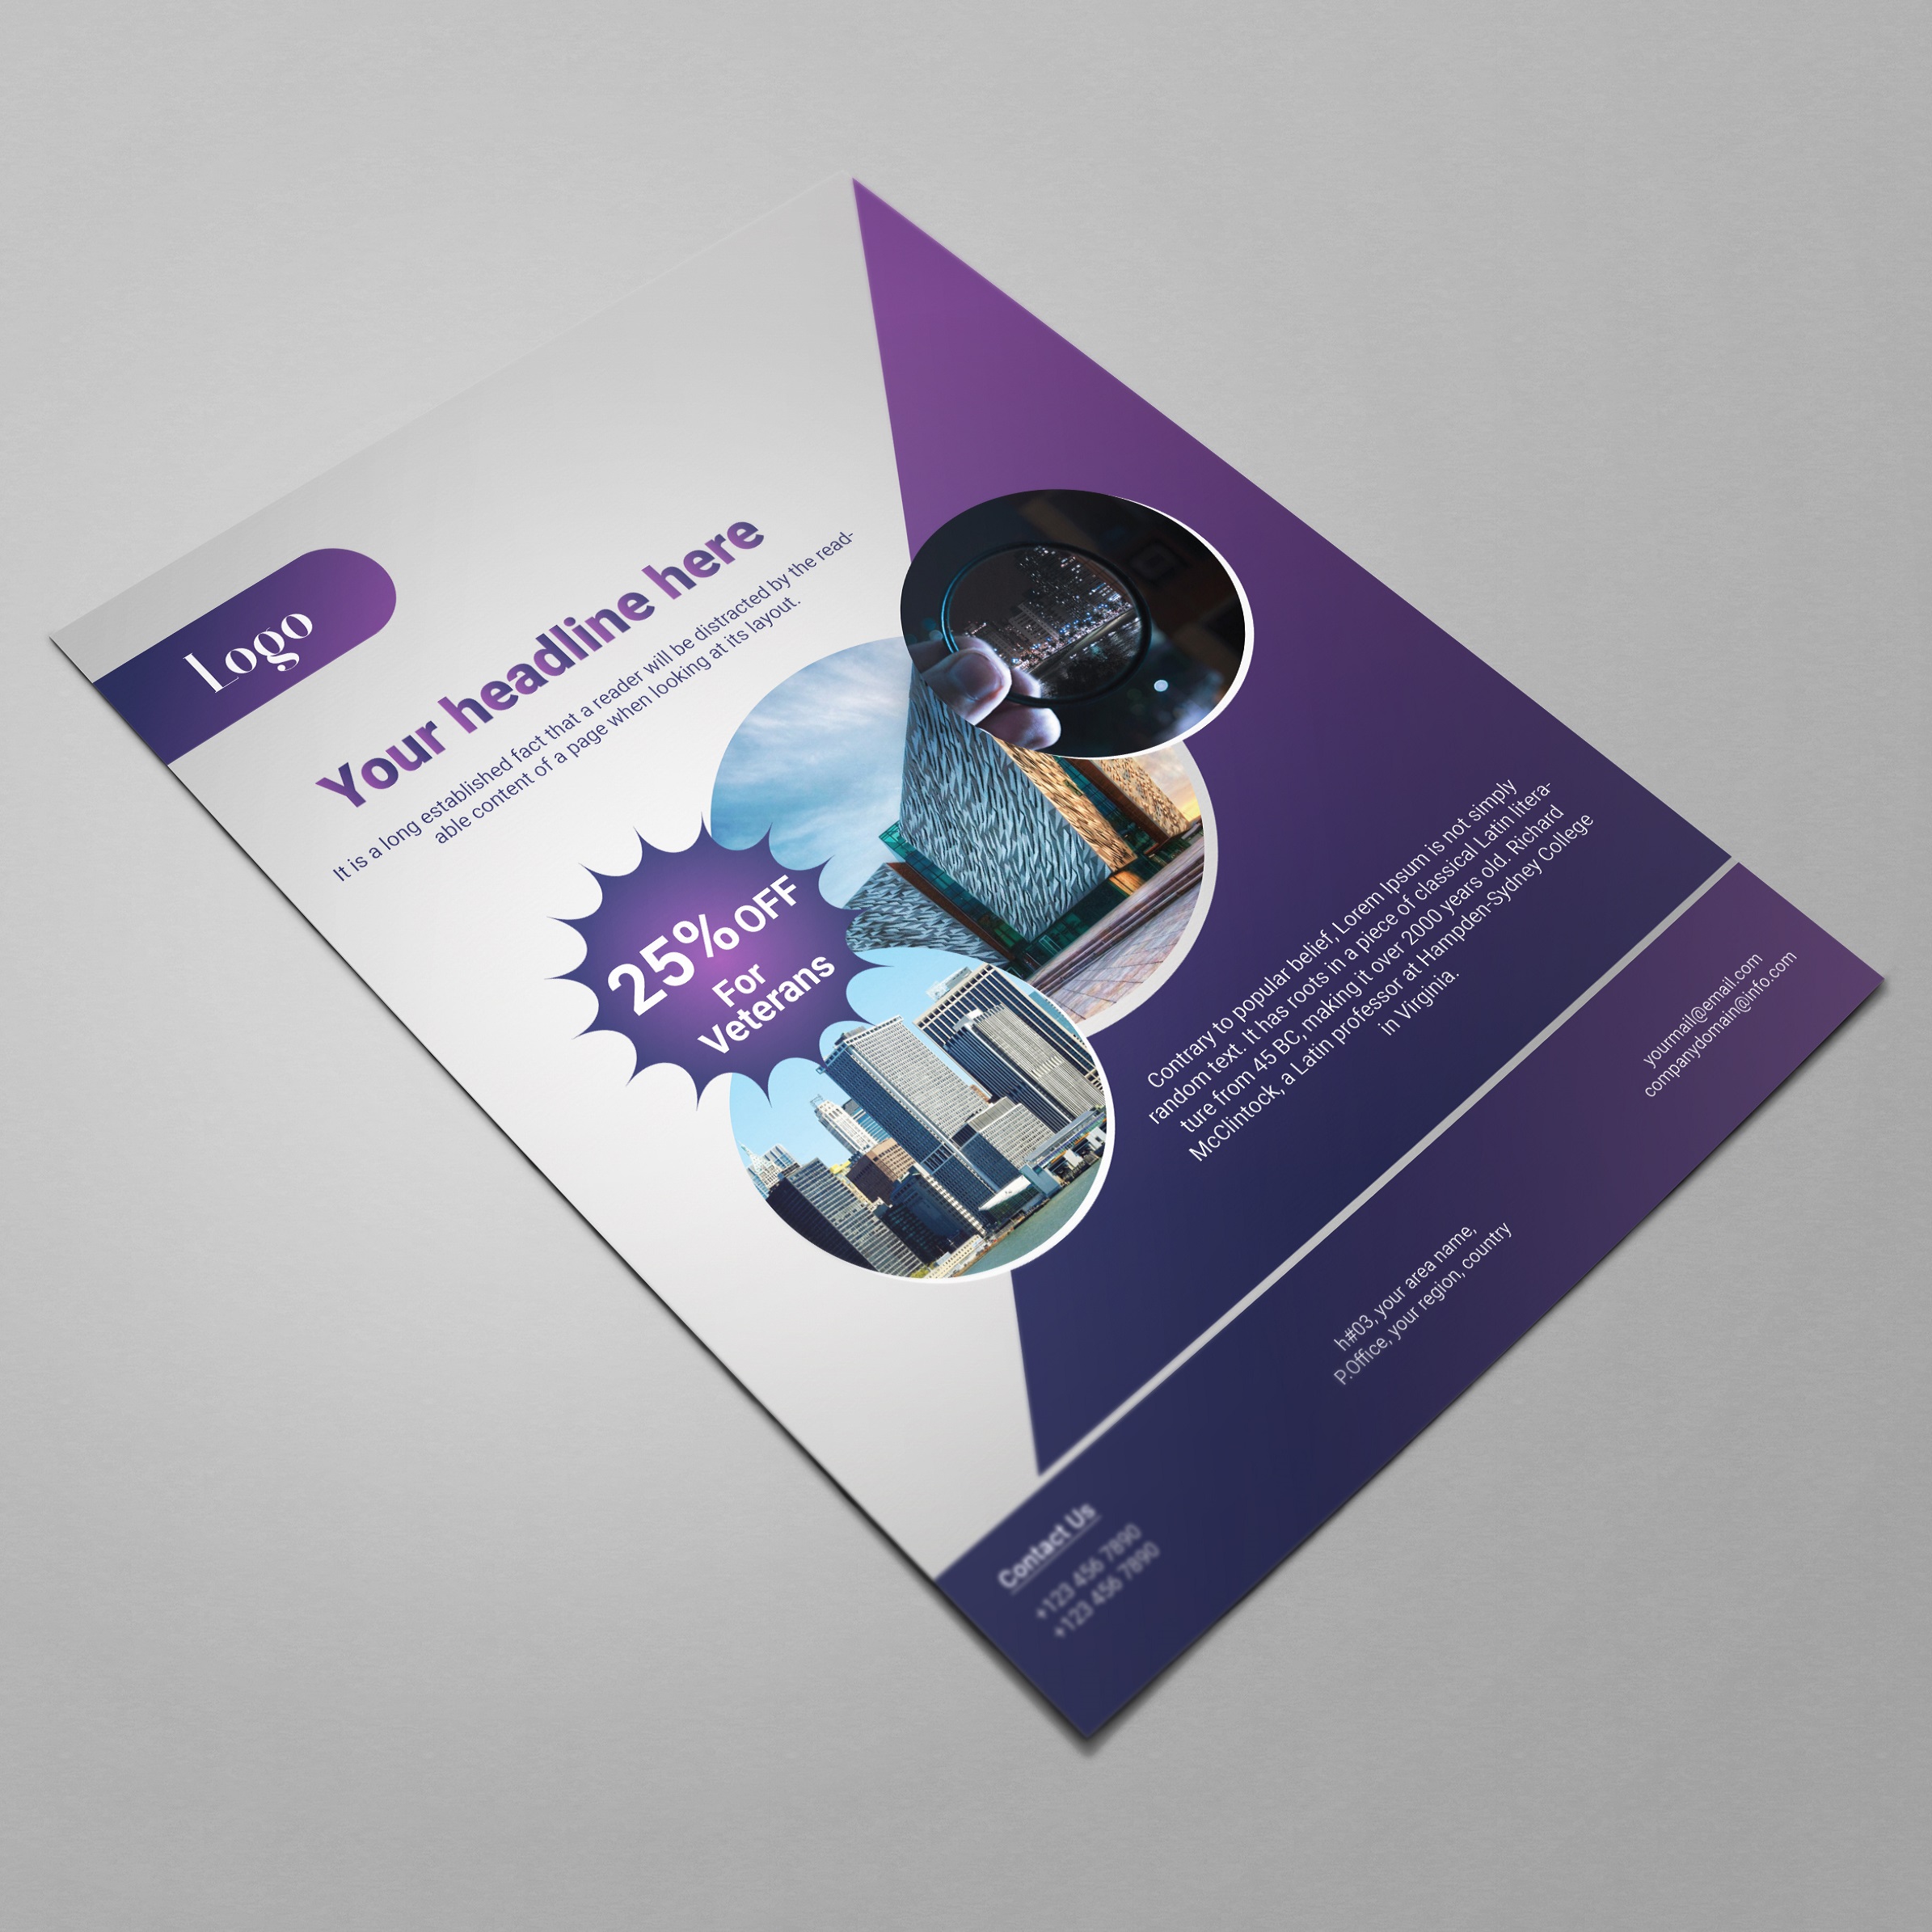 Logo
Your headline here
It is a long established fact that a reader will be distracted by the read-
able content of a page when looking at its layout.
25%OFF
For
Veterans
Contrary to popular belief, Lorem Ipsum is not simply
random text. It has roots in a piece of classical Latin litera-
ture from 45 BC, making it over 2000 years old. Richard
McClintock, a Latin professor at Hampden-Sydney College
in Virginia.
Contact Us
+123 456 7890
+123 456 7890
h#03, your area name,
P.Office, your region, country
yourmail@email.com
companydomain@info.com